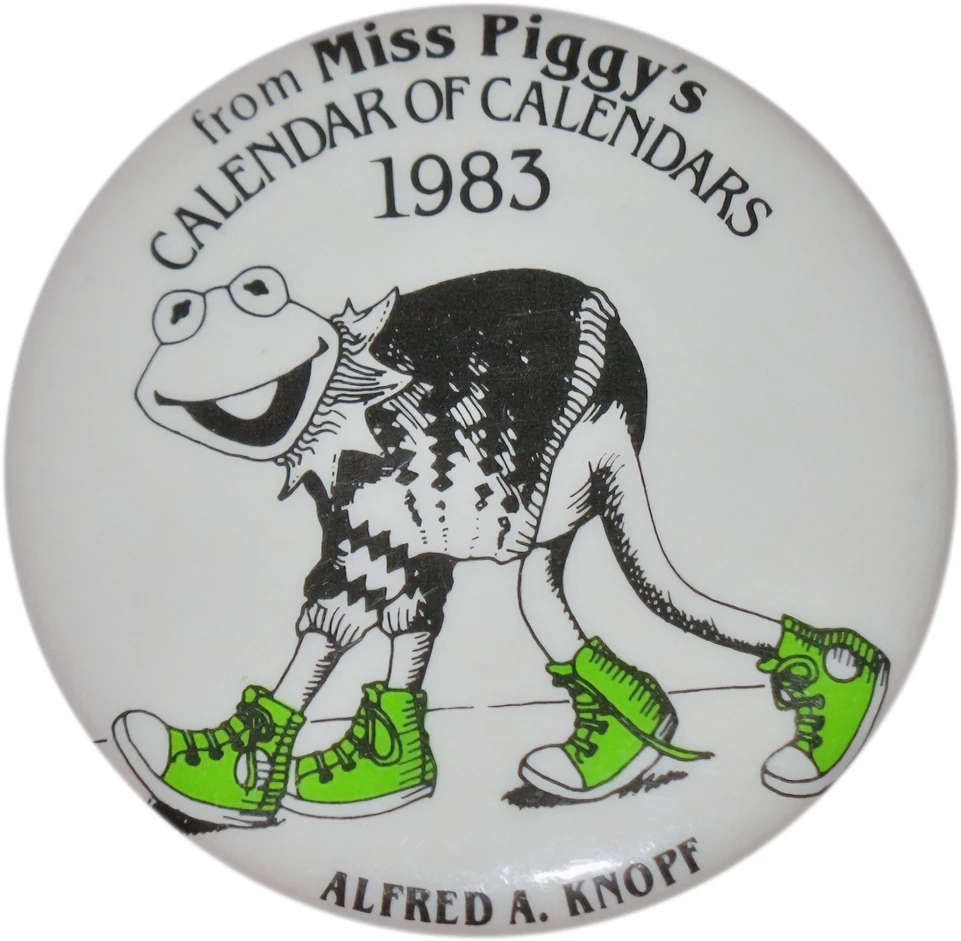 from Miss Piggy's
CALENDAR OF CALENDARS
1983
ALFRED A. KNOPF